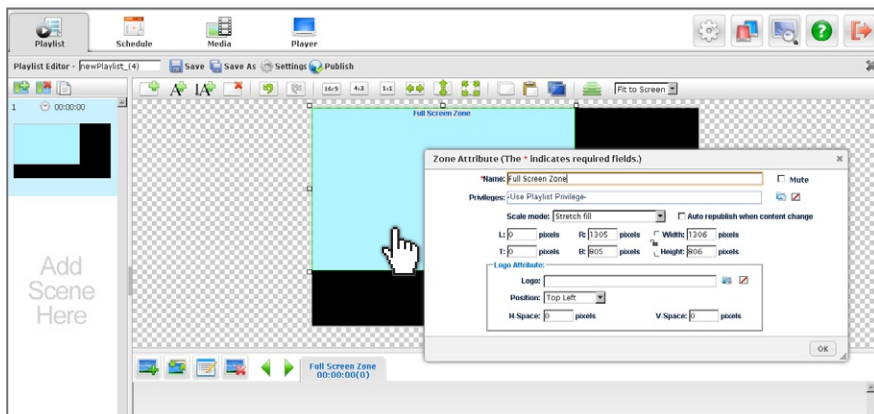 Playlist
Schedule
Media
Player
Playlist Editor - newPlaylist_(4) Save Save As Settings Publish
A+ IA+ 16:9 4:3 1:1 Fit to Screen
1 00:00:00
Full Screen Zone
Add
Scene
Here
Zone Attribute (The * indicates required fields.)
*Name: Full Screen Zone Mute
Privileges: -Use Playlist Privilege-
Scale mode: Stretch fill Auto republish when content change
L: 0 pixels R: 1305 pixels Width: 1306 pixels
T: 0 pixels B: 805 pixels Height: 806 pixels
Logo Attribute:
Logo:
Position: Top Left
H-Space: 0 pixels V-Space: 0 pixels
OK
Full Screen Zone
00:00:00(0)